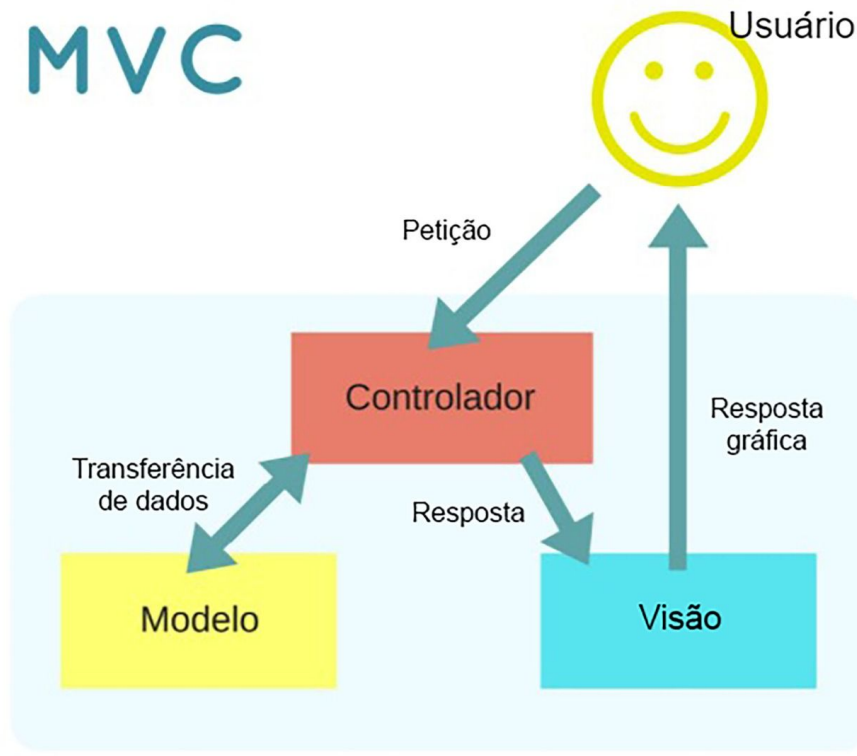 MVC
Usuário
Petição
Controlador
Resposta
gráfica
Transferência
de dados
Resposta
Modelo
Visão